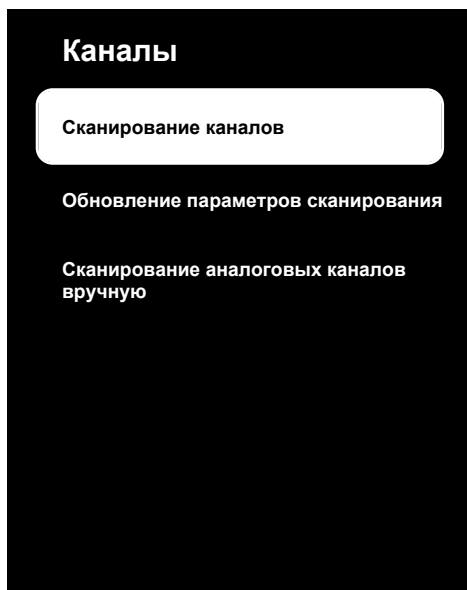 Каналы
Сканирование каналов
Обновление параметров сканирования
Сканирование аналоговых каналов
вручную